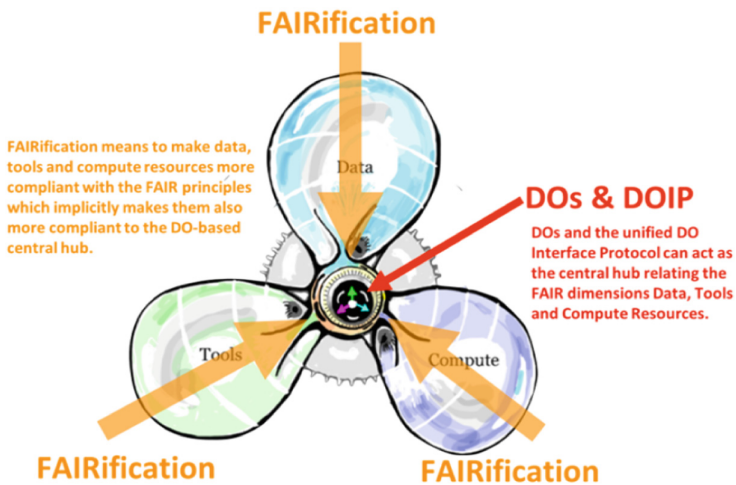 FAIRification
FAIRification means to make data,
tools and compute resources more
compliant with the FAIR principles
which implicitly makes them also
more compliant to the DO-based
central hub.
Data
DOs & DOIP
DOs and the unified DO
Interface Protocol can act as
the central hub relating the
FAIR dimensions Data, Tools
and Compute Resources.
Tools
Compute
FAIRification
FAIRification